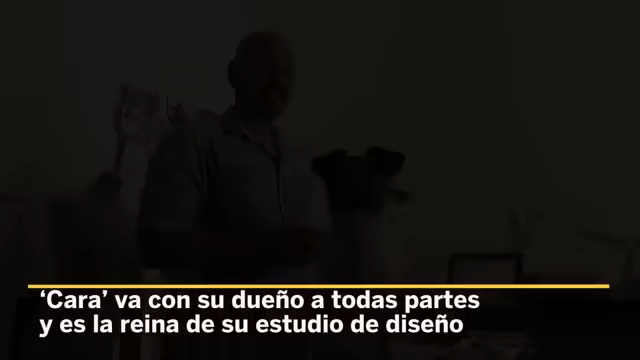 ‘Cara’ va con su dueño a todas partes
y es la reina de su estudio de diseño